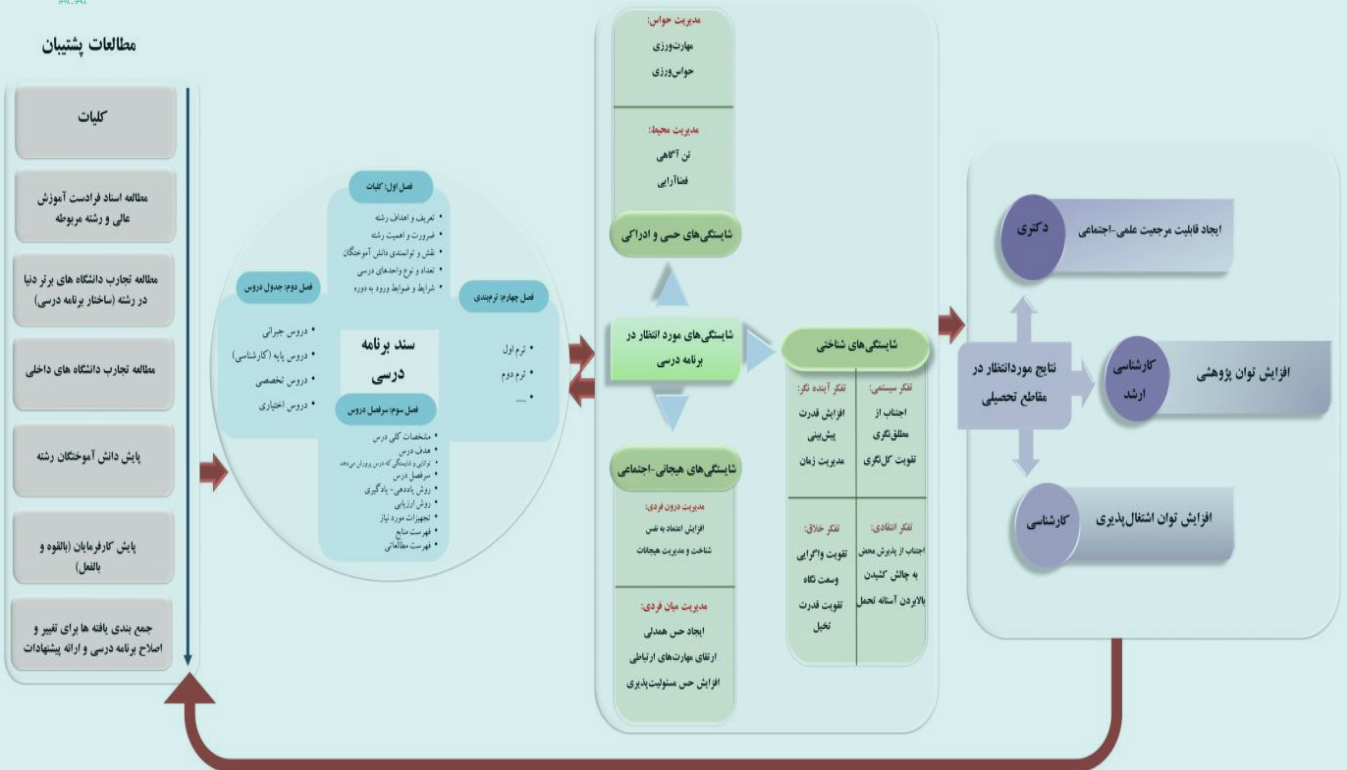 مطالعات پشتیبان
کلیات
مطالعه اسناد فرادست آموزش
عالی و رشته مربوطه
مطالعه تجارب دانشگاه های برتر دنیا
در رشته (ساختار برنامه درسی)
مطالعه تجارب دانشگاه های داخلی
پایش دانش آموختگان رشته
پایش کارفرمایان (بالقوه و
بالفعل)
جمع بندی یافته ها برای تغییر و
اصلاح برنامه درسی و ارائه پیشنهادات
فصل اول: کلیات
• تعریف و اهداف رشته
• ضرورت و اهمیت رشته
• نقش و توانمندی دانش آموختگان
• تعداد و نوع واحدهای درسی
• شرایط و ضوابط ورود به دوره
فصل دوم: جدول دروس
• دروس جبرانی
• دروس پایه (کارشناسی)
• دروس تخصصی
• دروس اختیاری
سند برنامه
درسی
فصل سوم: سرفصل دروس
• مشخصات کلی درس
• هدف درس
• توانایی و شایستگی که درس پرورش می‌دهد
• سرفصل درس
• روش یاددهی- یادگیری
• روش ارزیابی
• تجهیزات مورد نیاز
• فهرست منابع
• فهرست مطالعاتی
فصل چهارم: ترم‌بندی
• ترم اول
• ترم دوم
• ....
مدیریت حواس:
مهارت‌ورزی
حواس‌ورزی
مدیریت محیط:
تن آگاهی
فضاآرایی
شایستگی‌های حسی و ادراکی
شایستگی‌های مورد انتظار در
برنامه درسی
شایستگی‌های هیجانی-اجتماعی
مدیریت درون فردی:
افزایش اعتماد به نفس
شناخت و مدیریت هیجانات
مدیریت میان فردی:
ایجاد حس همدلی
ارتقای مهارت‌های ارتباطی
افزایش حس مسئولیت‌پذیری
شایستگی‌های شناختی
تفکر سیستمی:
اجتناب از
مطلق‌نگری
تقویت کل‌نگری
تفکر آینده نگر:
افزایش قدرت
پیش‌بینی
مدیریت زمان
تفکر انتقادی:
اجتناب از پذیرش محض
به چالش کشیدن
بالابردن آستانه تحمل
تفکر خلاق:
تقویت واگرایی
وسعت نگاه
تقویت قدرت
تخیل
نتایج موردانتظار در
مقاطع تحصیلی
دکتری
ایجاد قابلیت مرجعیت علمی-اجتماعی
کارشناسی
ارشد
افزایش توان پژوهشی
کارشناسی
افزایش توان اشتغال‌پذیری